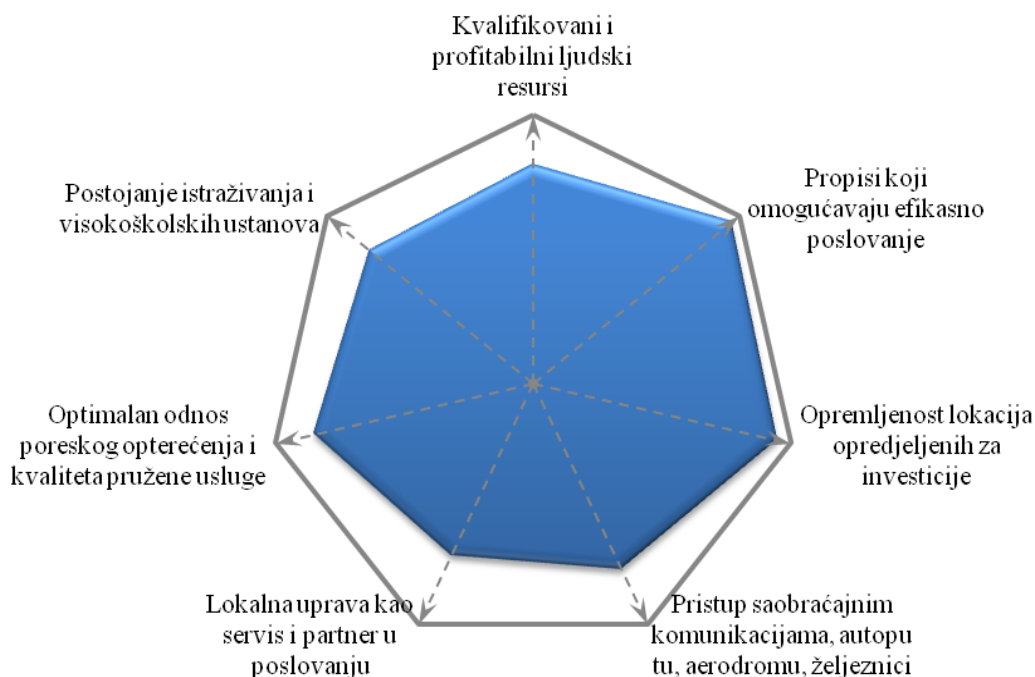 Kvalifikovani i
profitabilni ljudski
resursi
Propisi koji
omogućavaju efikasno
poslovanje
Opremljenost lokacija
opredjeljenih za
investicije
Pristup saobraćajnim
komunikacijama, autopu
tu, aerodromu, željeznici
Lokalna uprava kao
servis i partner u
poslovanju
Optimalan odnos
poreskog opterećenja i
kvaliteta pružene usluge
Postojanje istraživanja i
visokoškolskih ustanova